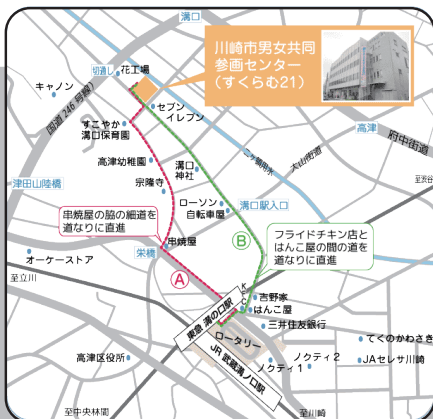 溝口
切通し
花工場
川崎市男女共同
参画センター
(すくらむ21)
キャノン
(国道246号線)
セブン
イレブン
すこやか
溝口保育園
高津
府中街道
二ヶ領用水
大山街道
高津幼稚園
溝口
神社
至渋谷
津田山陸橋
宗隆寺
ローソン
自転車屋
溝口駅入口
串焼屋の脇の細道を
道なりに直進
串焼屋
B
フライドチキン店と
はんこ屋の間の道を
道なりに直進
栄橋
オーケーストア
A
至立川
KFC
吉野家
はんこ屋
東急 溝の口駅
三井住友銀行
ロータリー
JR 武蔵溝ノ口駅
てくのかわさき
高津区役所
ノクティ2
JAセレサ川崎
ノクティ1
至中央林間
至川崎